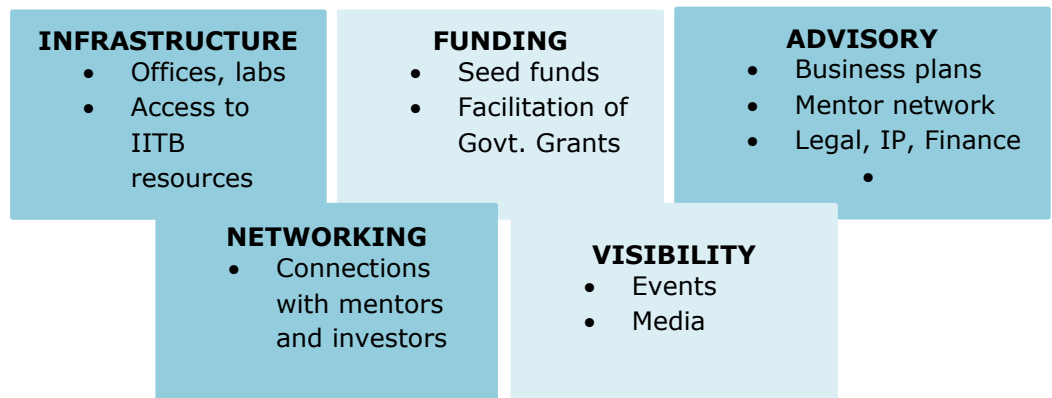 INFRASTRUCTURE
• Offices, labs
• Access to
IITB
resources
FUNDING
• Seed funds
• Facilitation of
Govt. Grants
ADVISORY
• Business plans
• Mentor network
• Legal, IP, Finance
•
NETWORKING
• Connections
with mentors
and investors
VISIBILITY
• Events
• Media